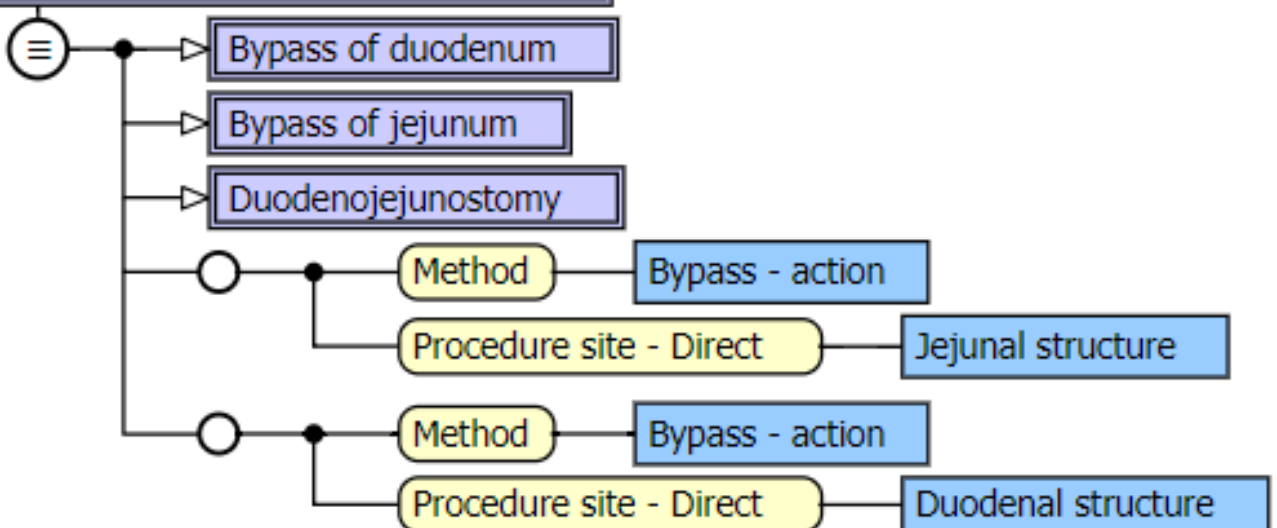 ≡
Bypass of duodenum
Bypass of jejunum
Duodenojejunostomy
Method Bypass - action
Procedure site - Direct Jejunal structure
Method Bypass - action
Procedure site - Direct Duodenal structure